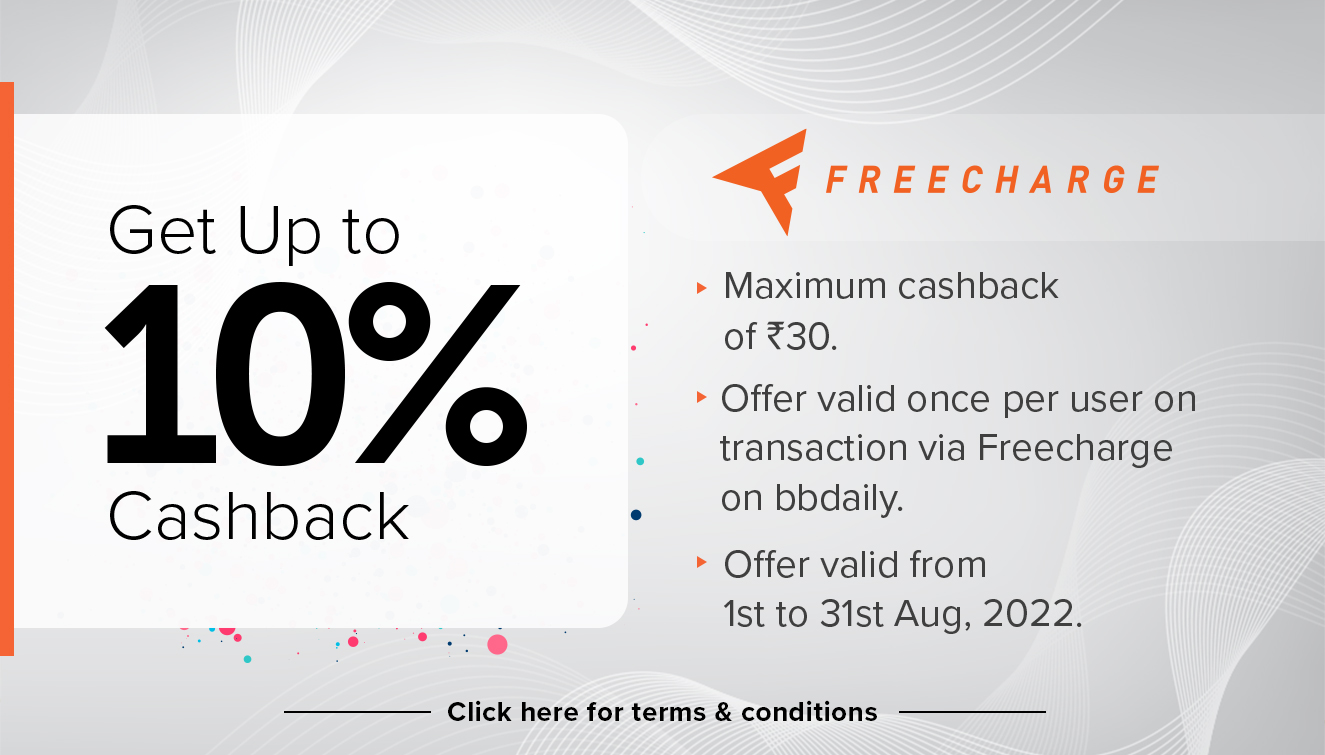 Get Up to
10%
Cashback
FREECHARGE
Maximum cashback
of ₹30.
Offer valid once per user on
transaction via Freecharge
on bbdaily.
Offer valid from
1st to 31st Aug, 2022.
Click here for terms & conditions